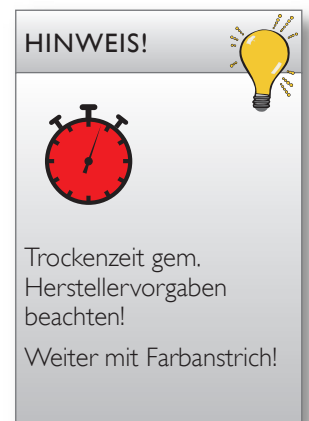 HINWEIS!
Trockenzeit gem.
Herstellervorgaben
beachten!
Weiter mit Farbanstrich!